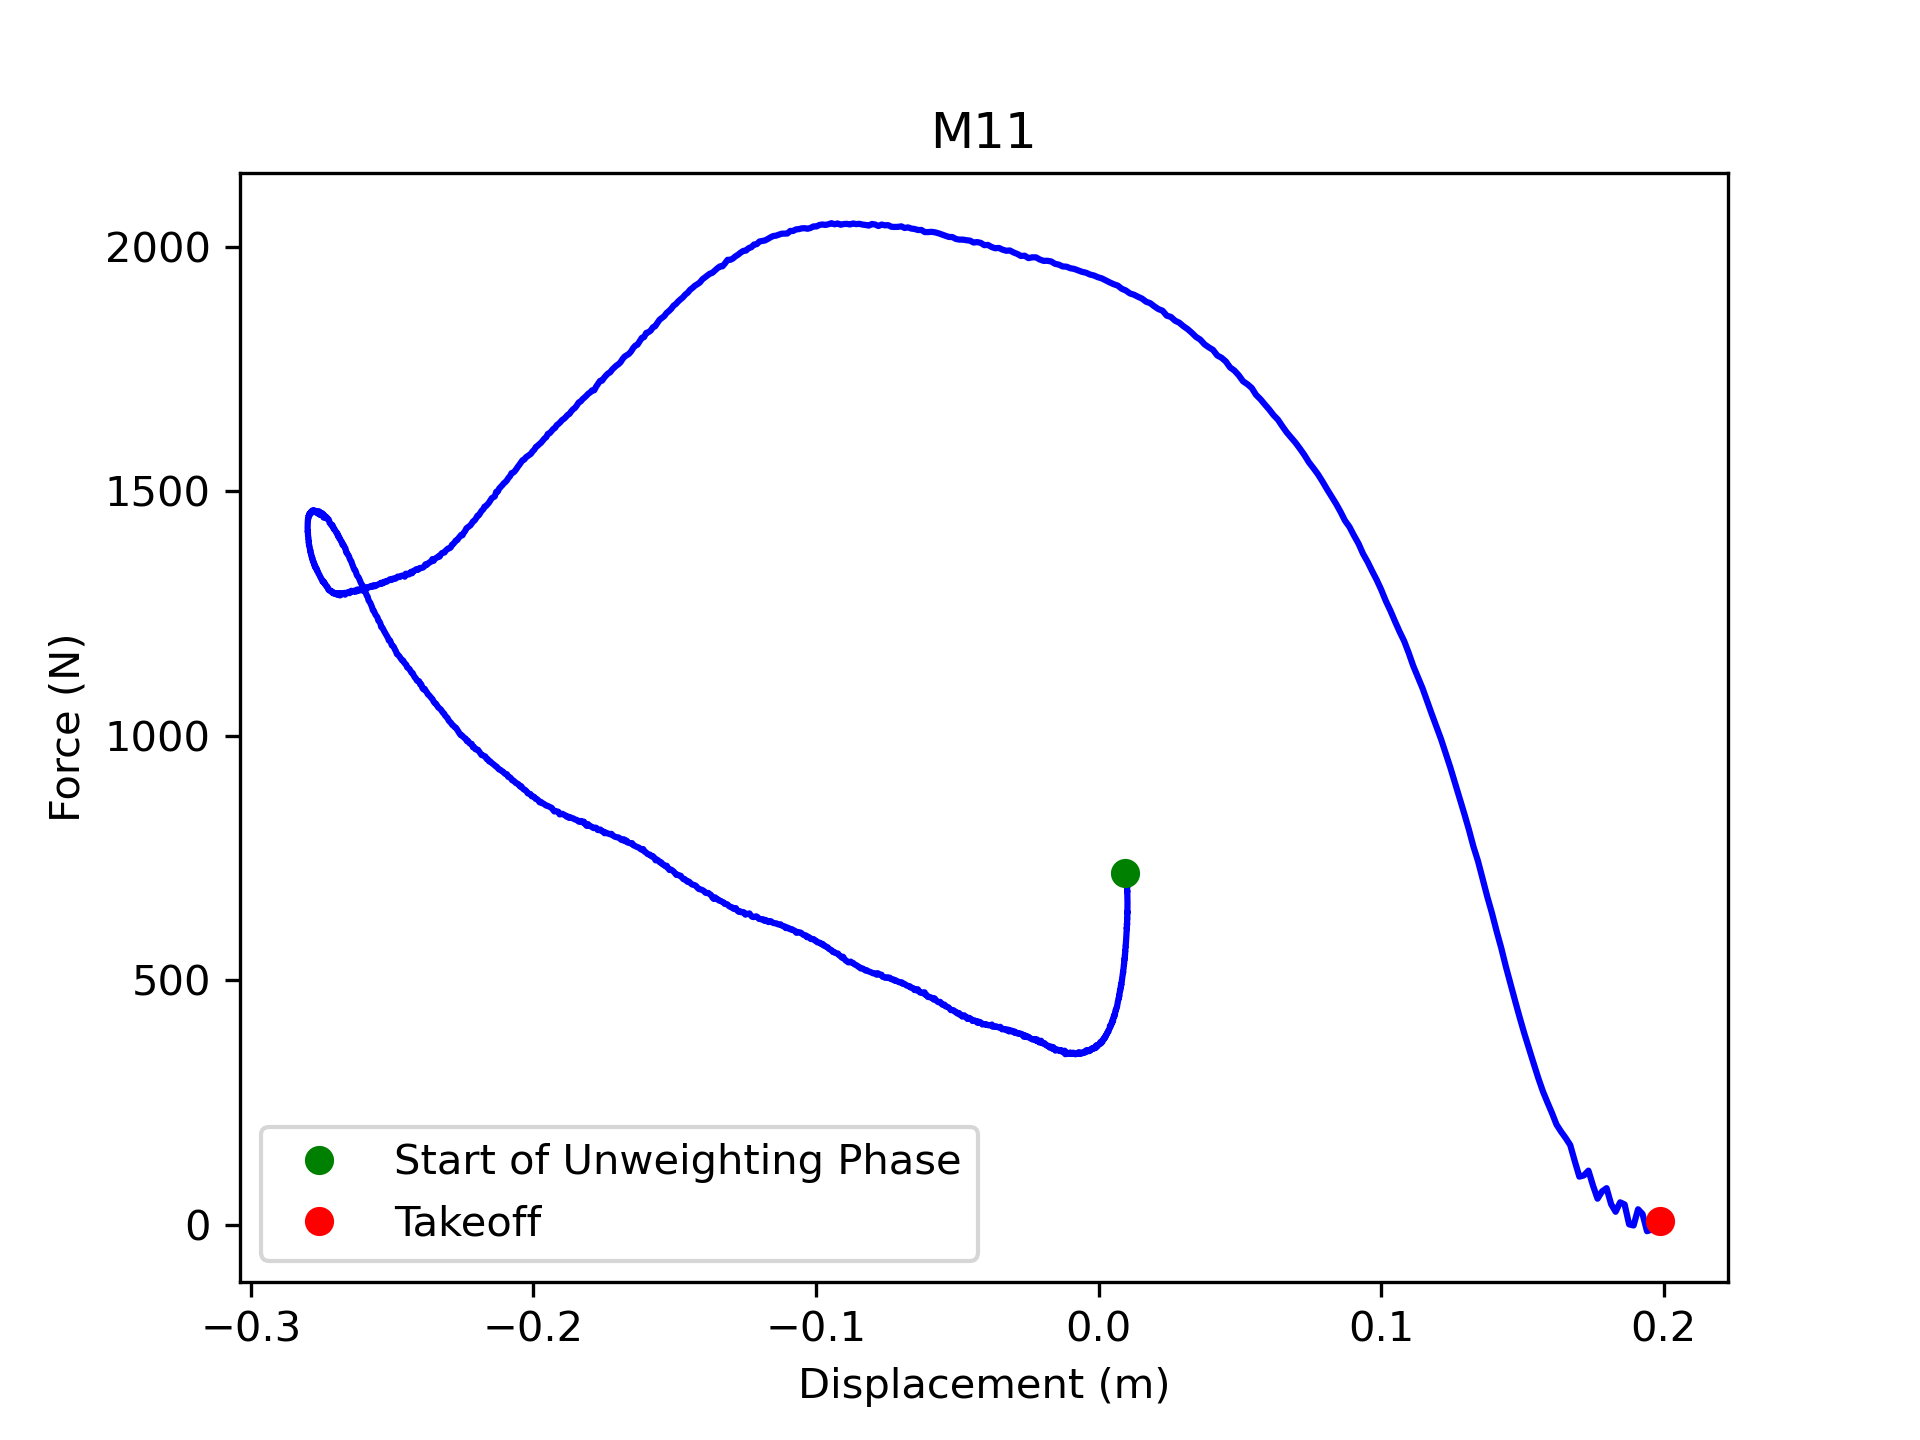 M11
2000
1500
1000
500
0
Force (N)
Start of Unweighting Phase
Takeoff
−0.3 −0.2 −0.1 0.0 0.1 0.2
Displacement (m)